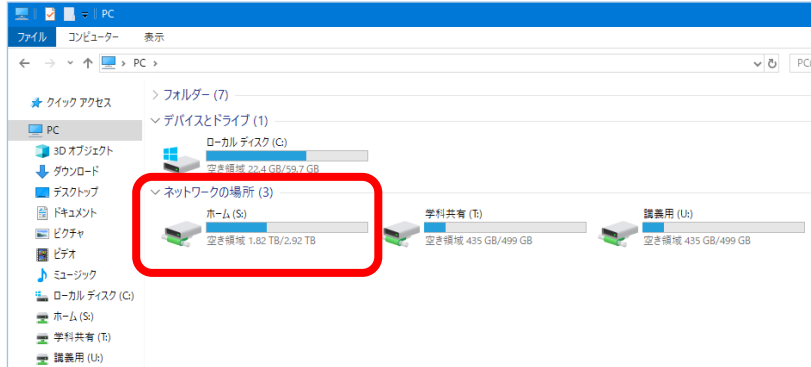 PC
ファイル コンピューター 表示
PC
クイック アクセス
PC
3D オブジェクト
ダウンロード
デスクトップ
ドキュメント
ピクチャ
ビデオ
ミュージック
ローカル ディスク (C:)
ホーム (S:)
学科共有 (T:)
講義用 (U:)
フォルダー (7)
デバイスとドライブ (1)
ローカル ディスク (C:)
空き領域 22.4 GB/59.7 GB
ネットワークの場所 (3)
ホーム (S:)
空き領域 1.82 TB/2.92 TB
学科共有 (T:)
空き領域 435 GB/499 GB
講義用 (U:)
空き領域 435 GB/499 GB